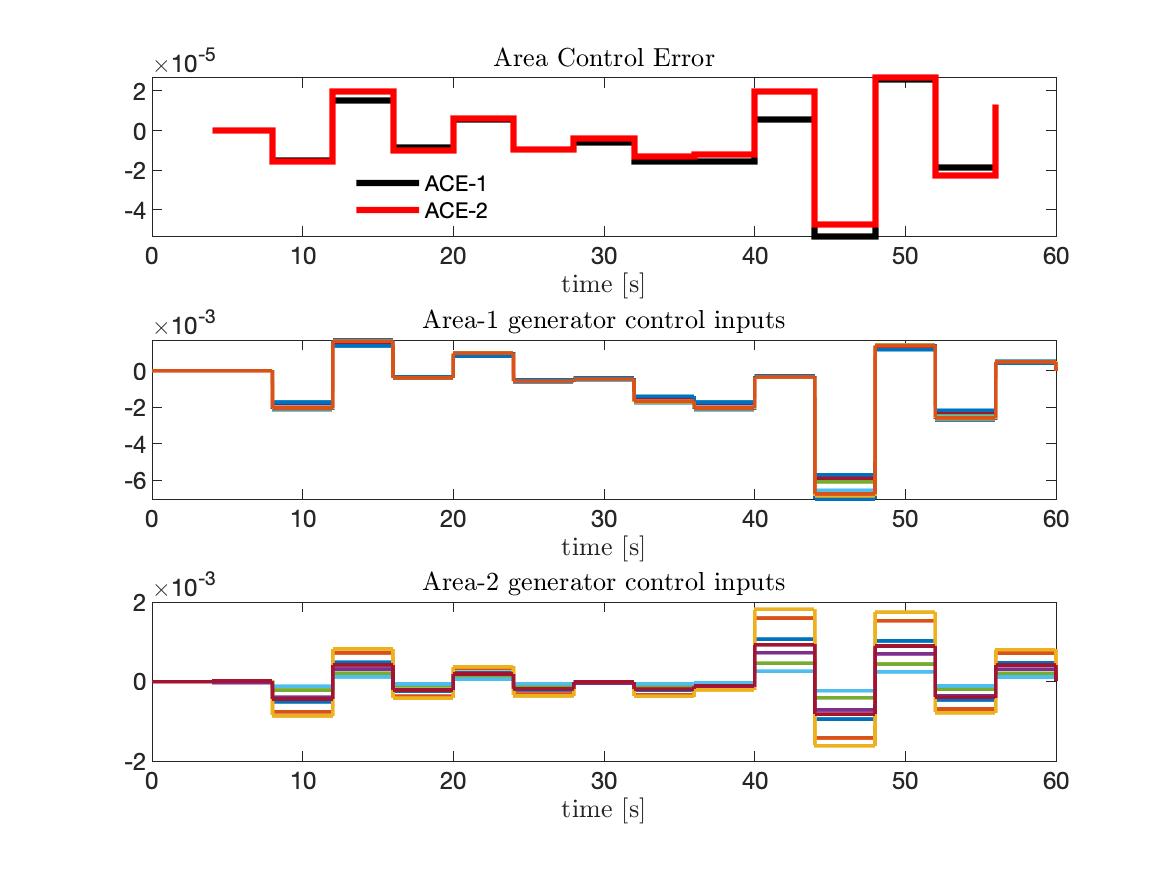 ×10-5
Area Control Error
2
0
-2
-4
ACE-1
ACE-2
0 10 20 30 40 50 60
time [s]
×10-3
Area-1 generator control inputs
0
-2
-4
-6
0 10 20 30 40 50 60
time [s]
×10-3
Area-2 generator control inputs
2
0
-2
0 10 20 30 40 50 60
time [s]